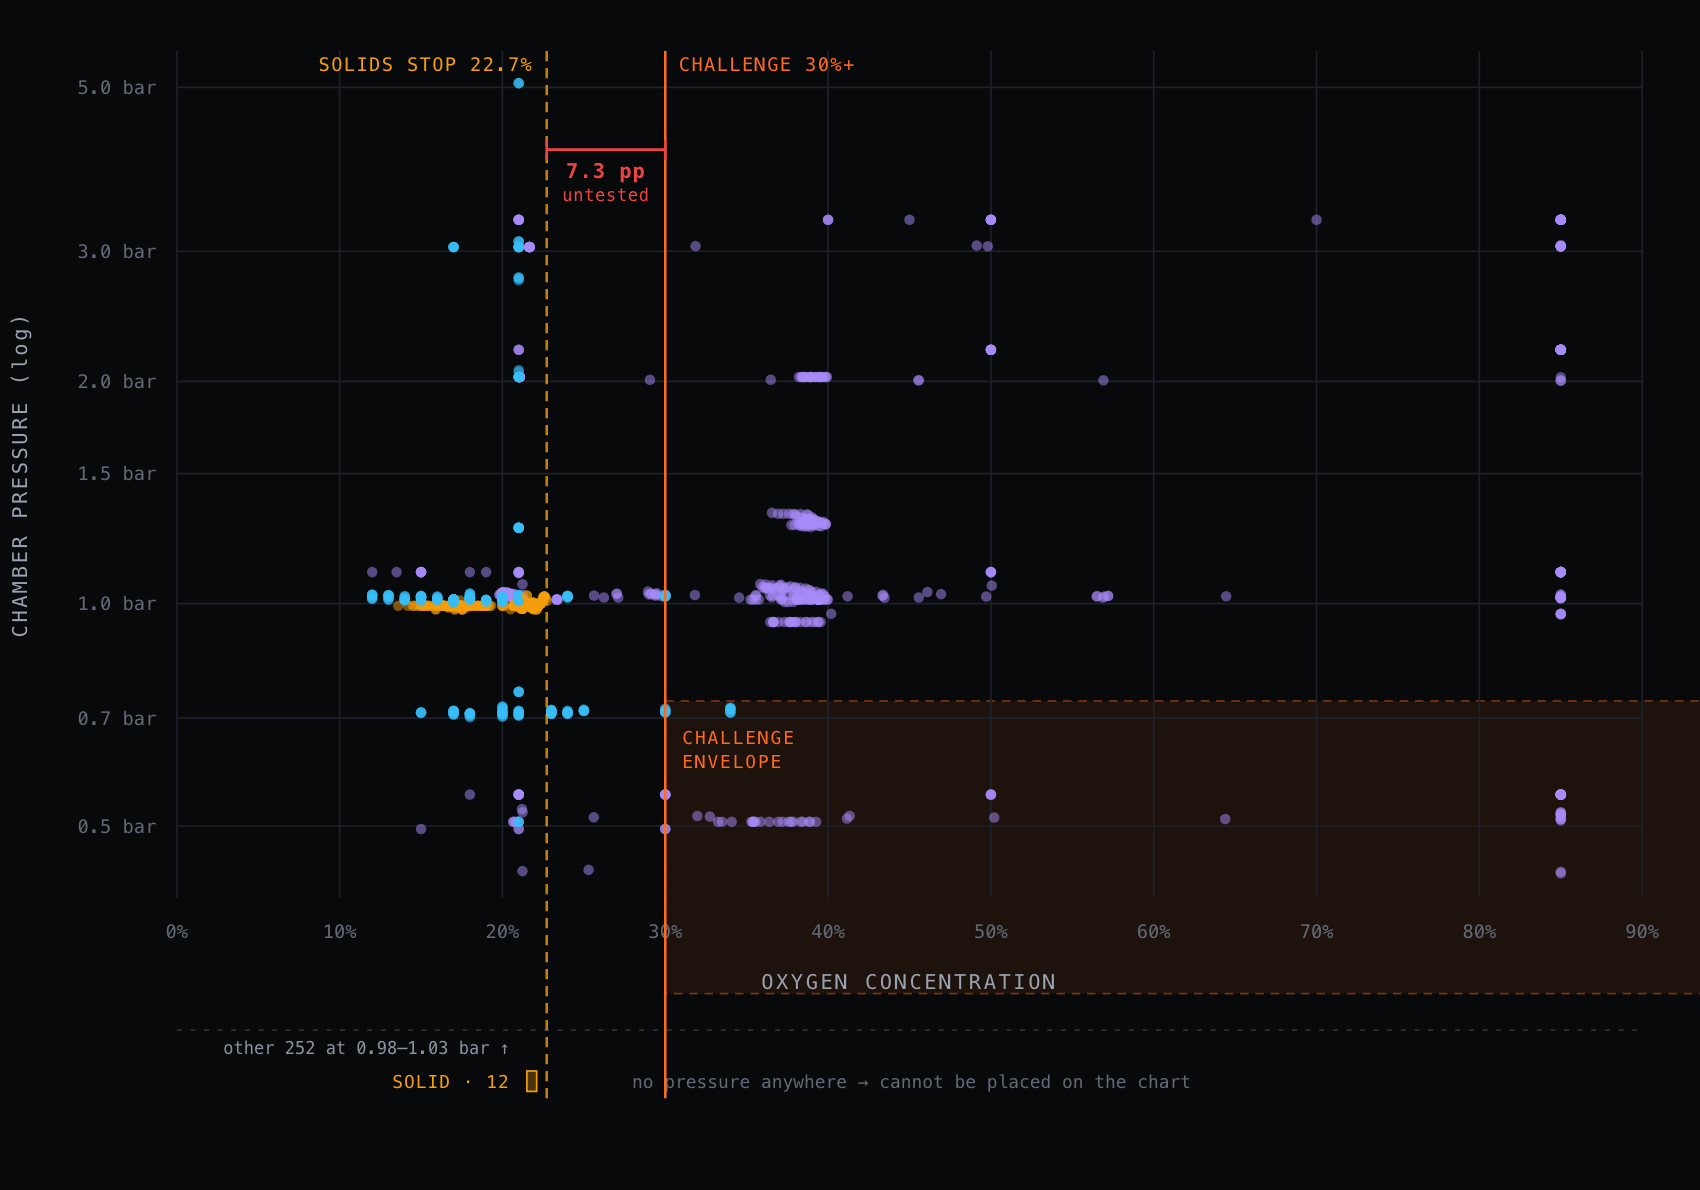 SOLIDS STOP 22.7%
CHALLENGE 30%+
5.0 bar
7.3 pp
untested
3.0 bar
2.0 bar
1.5 bar
1.0 bar
0.7 bar
0.5 bar
CHAMBER PRESSURE (log)
CHALLENGE
ENVELOPE
0% 10% 20% 30% 40% 50% 60% 70% 80% 90%
OXYGEN CONCENTRATION
other 252 at 0.98–1.03 bar ↑
SOLID · 12
no pressure anywhere → cannot be placed on the chart